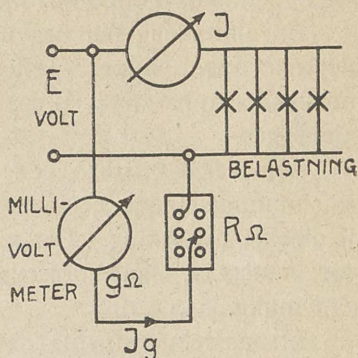 J
E
VOLT
BELASTNING
MILLI-
VOLT
METER
gΩ
RΩ
Jg